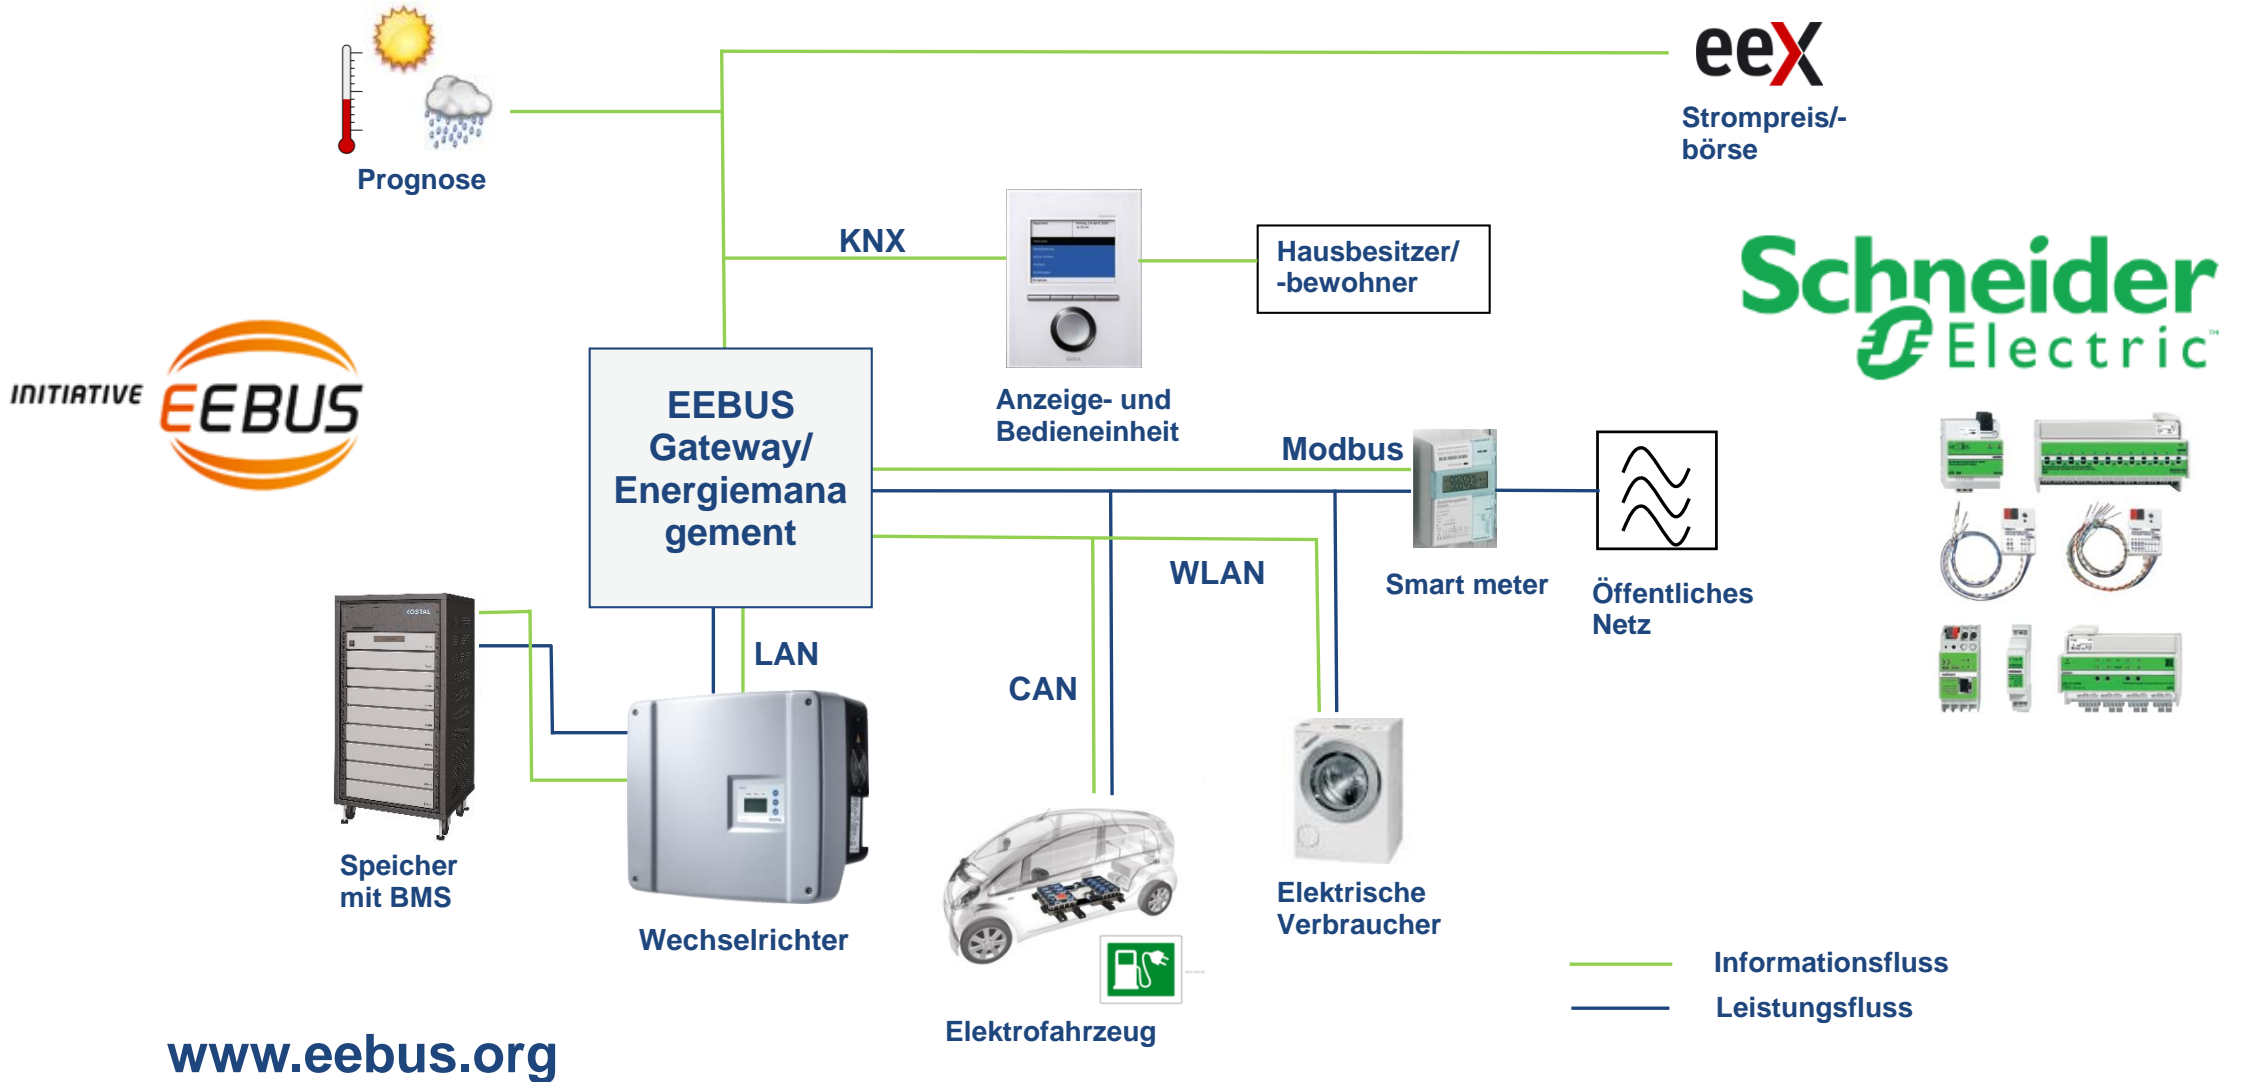 eex
Strompreis/-
börse
Prognose
KNX
Hausbesitzer/
-bewohner
Schneider
Electric
INITIATIVE EEBUS
EEBUS
Gateway/
Energiemana
gement
Anzeige- und
Bedieneinheit
Modbus
WLAN
Smart meter
Öffentliches
Netz
KOSTAL
LAN
CAN
Speicher
mit BMS
Wechselrichter
Elektrische
Verbraucher
Elektrofahrzeug
Informationsfluss
Leistungsfluss
www.eebus.org